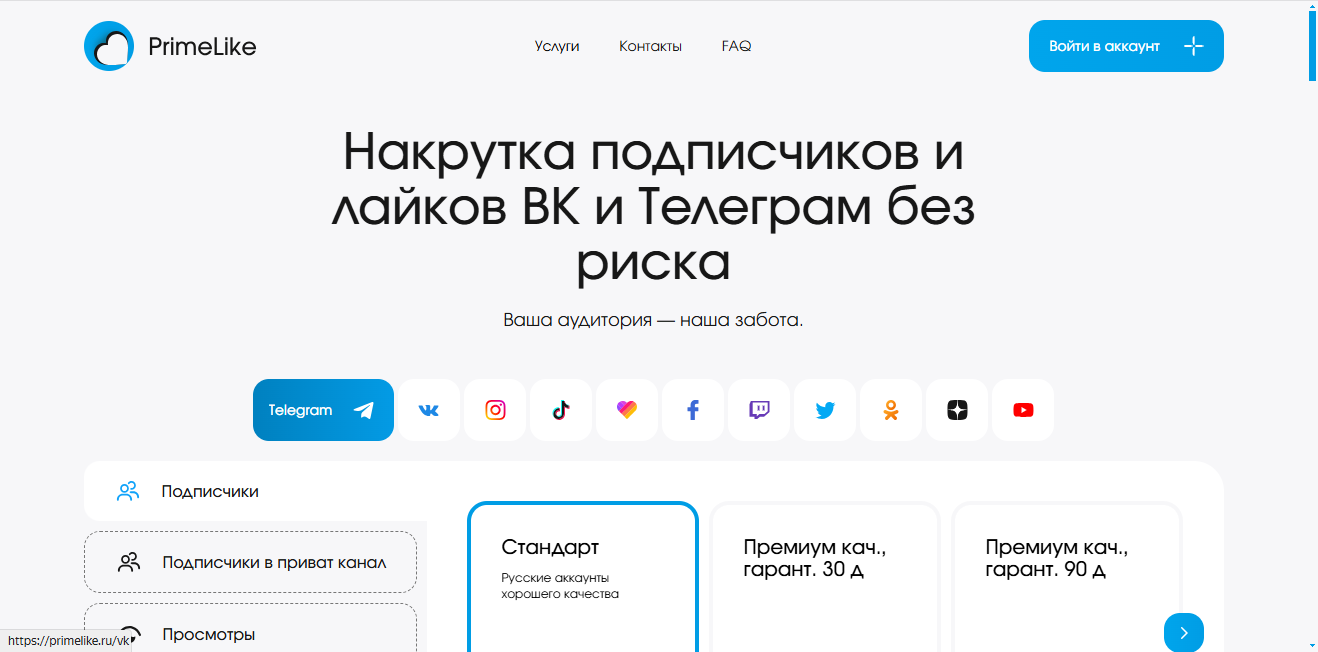 PrimeLike
Услуги
Контакты
FAQ
Войти в аккаунт
Накрутка подписчиков и
лайков ВК и Телеграм без
риска
Ваша аудитория — наша забота.
Telegram
Подписчики
Подписчики в приват канал
Просмотры
Стандарт
Русские аккаунты
хорошего качества
Премиум кач.,
гарант. 30 д
Премиум кач.,
гарант. 90 д
https://primelike.ru/vk